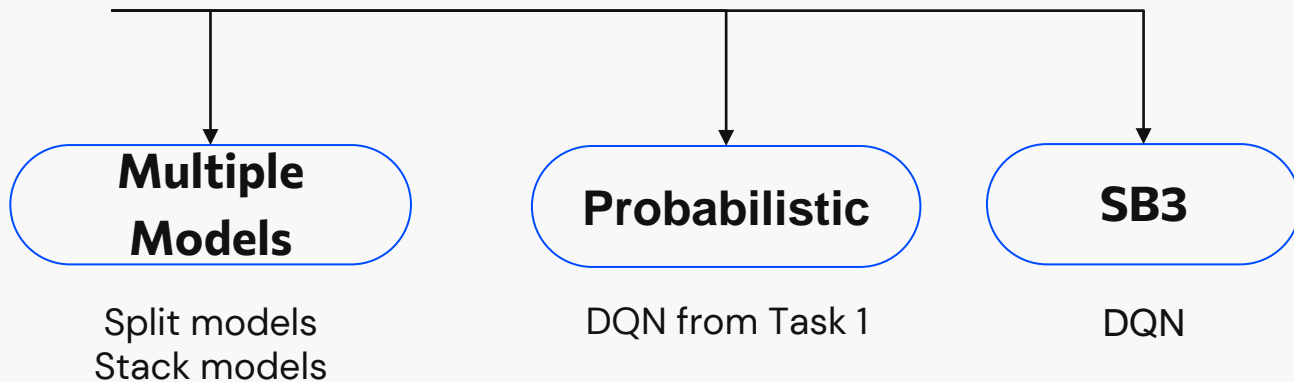 Multiple
Models
Probabilistic
SB3
Split models
Stack models
DQN from Task 1
DQN